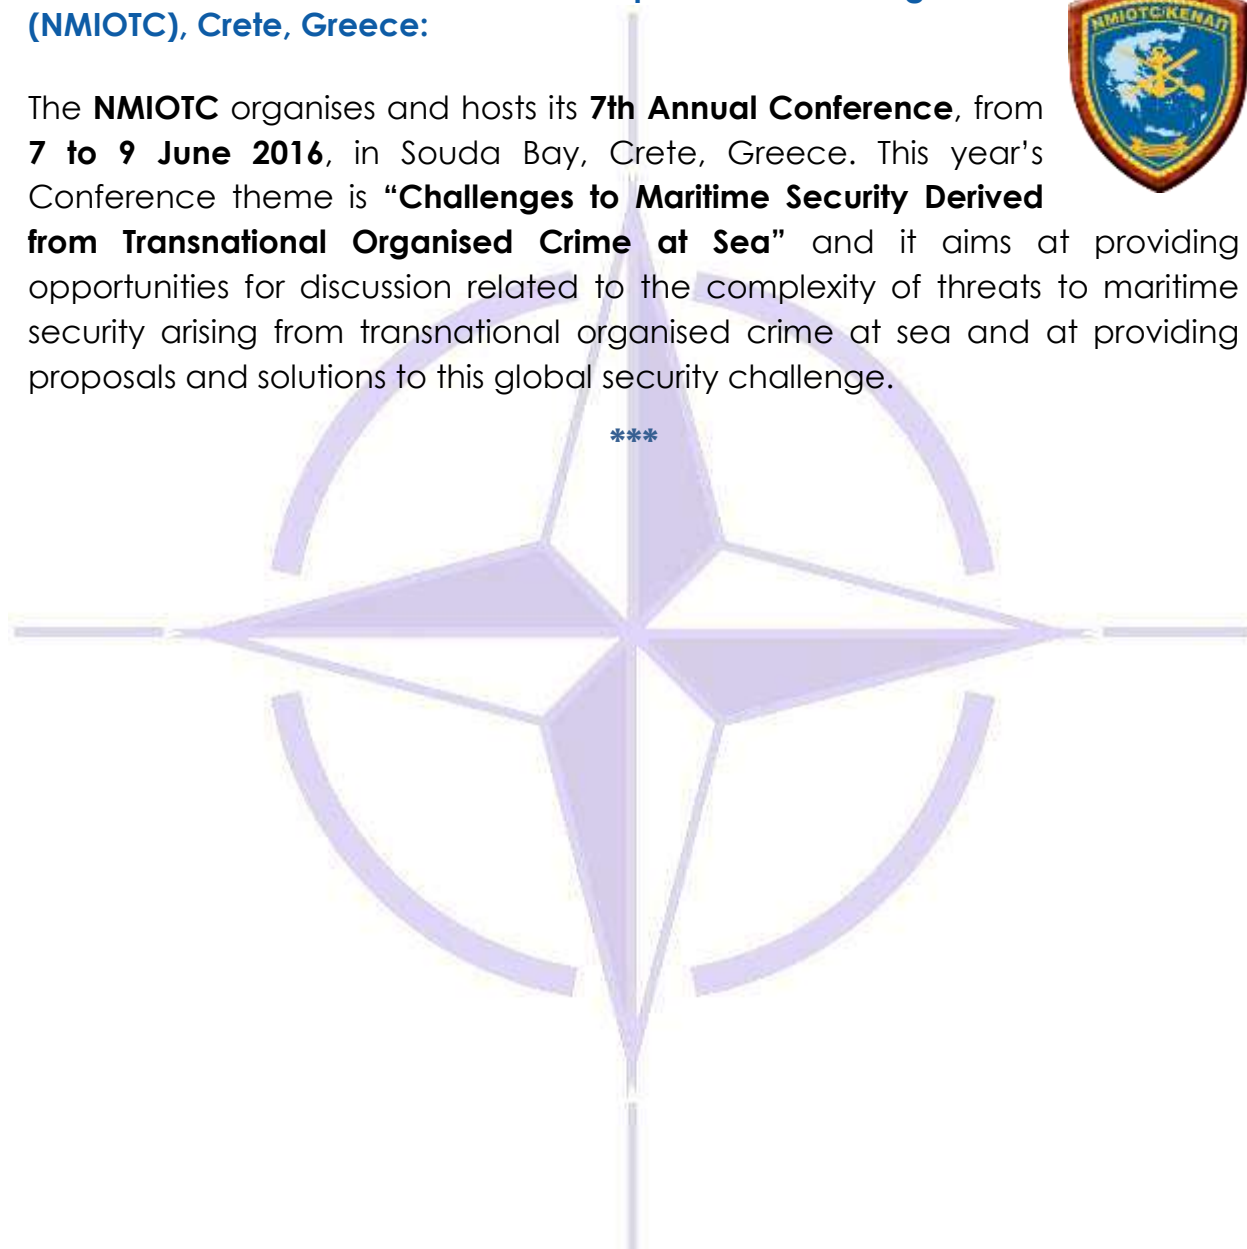 (NMIOTC), Crete, Greece:
NMIOTC/ΚΕΝΑΠ
The NMIOTC organises and hosts its 7th Annual Conference, from
7 to 9 June 2016, in Souda Bay, Crete, Greece. This year’s
Conference theme is “Challenges to Maritime Security Derived
from Transnational Organised Crime at Sea” and it aims at providing
opportunities for discussion related to the complexity of threats to maritime
security arising from transnational organised crime at sea and at providing
proposals and solutions to this global security challenge.
***